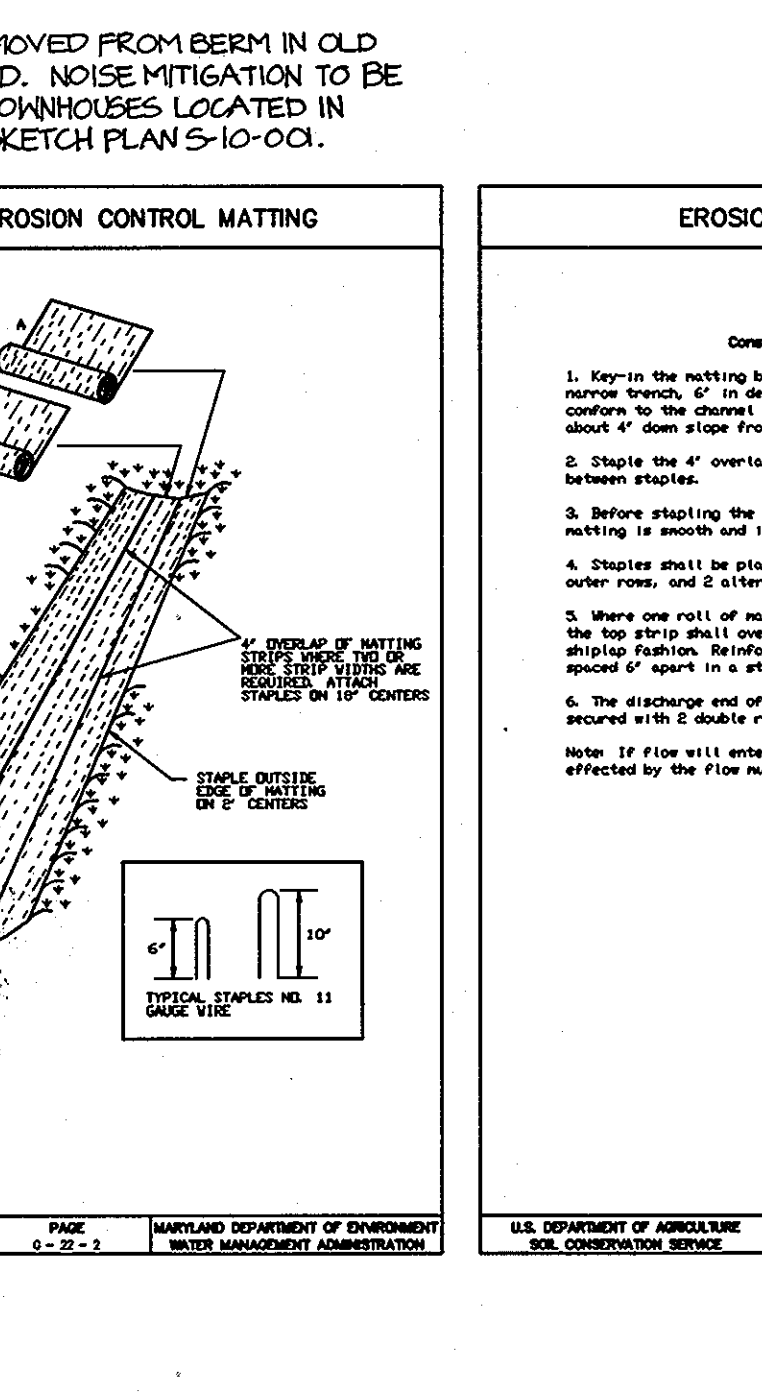 MOVED FROM BERM IN OLD
D. NOISE MITIGATION TO BE
OWNHOUSES LOCATED IN
SKETCH PLAN S-10-001.
ROSION CONTROL MATTING
A
4" OVERLAP OF MATTING
STRIPS WHERE TWO OR
MORE STRIP WIDTHS ARE
REQUIRED. ATTACH
STAPLES ON 18" CENTERS
STAPLE OUTSIDE
EDGE OF MATTING
ON 2' CENTERS
6"
10"
TYPICAL STAPLES NO. 11
GAUGE WIRE
PAGE
G - 22 - 2
MARYLAND DEPARTMENT OF ENVIRONMENT
WATER MANAGEMENT ADMINISTRATION
EROSIO
Cons
1. Key-in the matting b
narrow trench, 6" in de
conform to the channel
about 4" down slope fro
2. Staple the 4" overla
between staples.
3. Before stapling the
matting is smooth and i
4. Staples shall be pla
outer rows, and 2 alter
5. Where one roll of ma
the top strip shall ove
shiplap fashion. Reinfo
spaced 6" apart in a st
6. The discharge end of
secured with 2 double r
Note: If flow will ente
effected by the flow mu
U.S. DEPARTMENT OF AGRICULTURE
SOIL CONSERVATION SERVICE